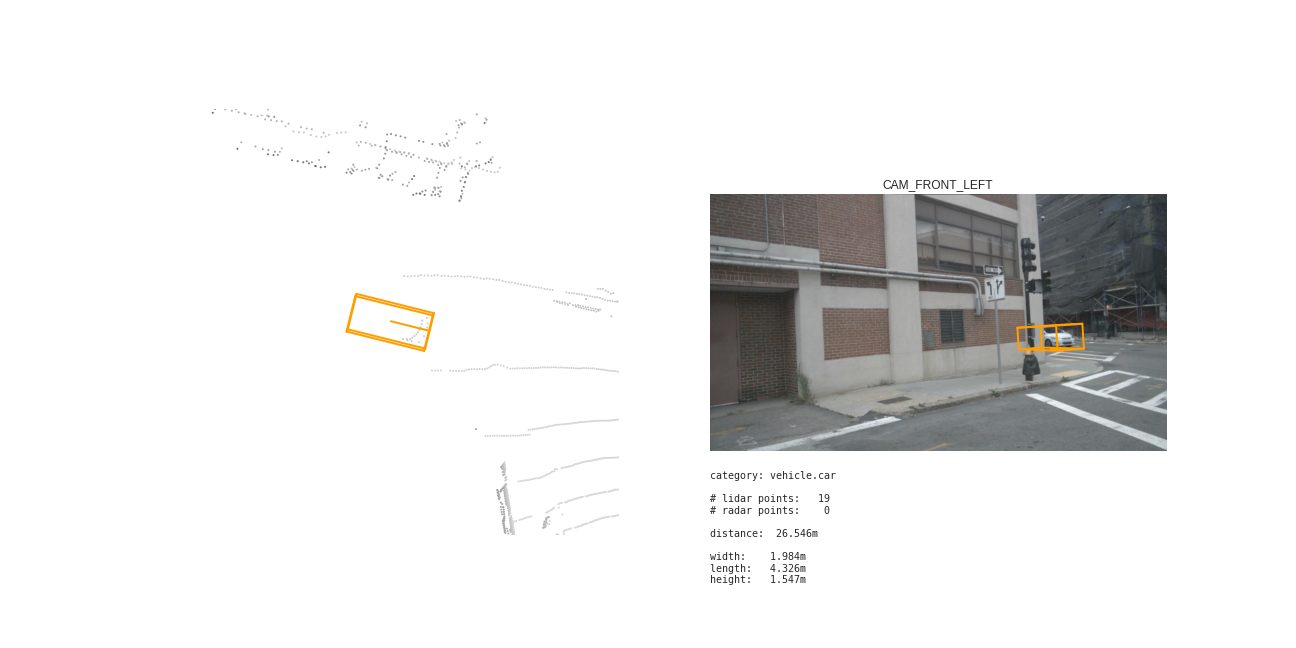 CAM_FRONT_LEFT
category: vehicle.car
# lidar points: 19
# radar points: 0
distance: 26.546m
width: 1.984m
length: 4.326m
height: 1.547m